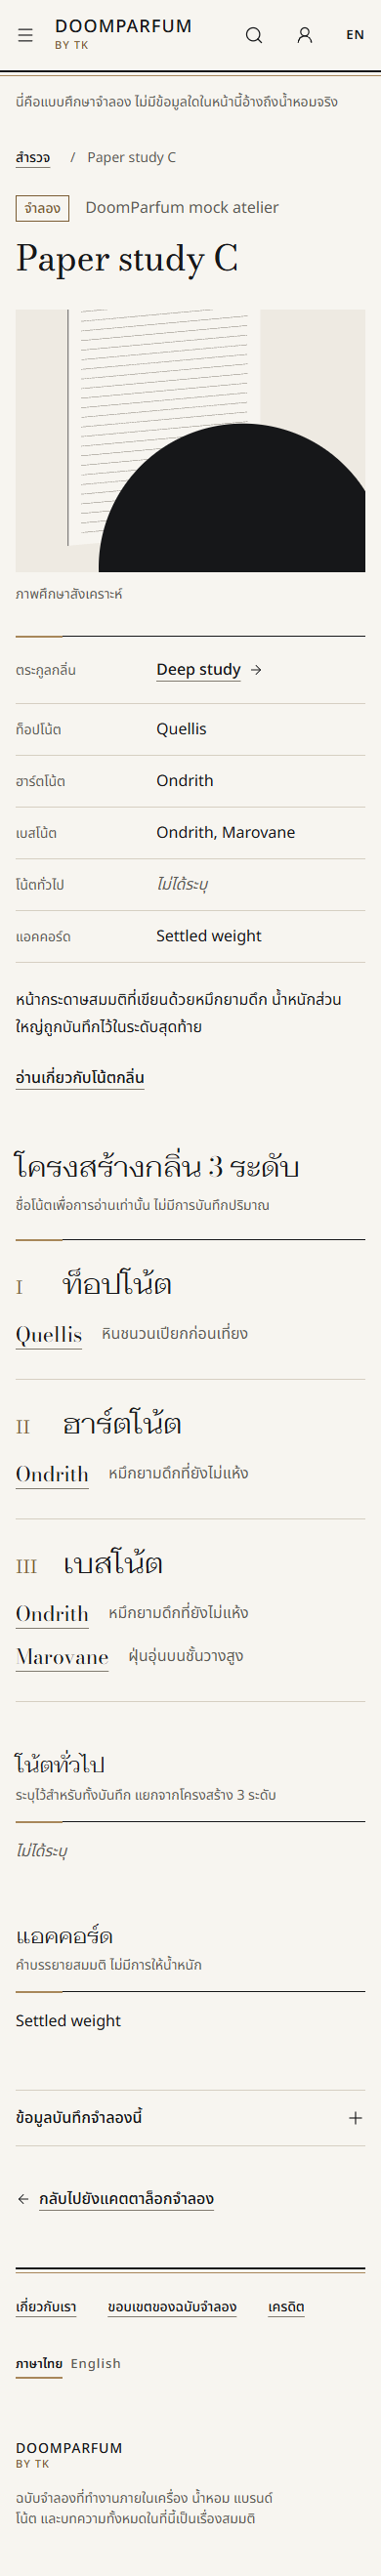 DOOMPARFUM
BY TK
EN
นี่คือแบบศึกษาจำลอง ไม่มีข้อมูลใดในหน้านี้อ้างถึงน้ำหอมจริง
สำรวจ / Paper study C
จำลอง DoomParfum mock atelier
Paper study C
ภาพศึกษาสังเคราะห์
ตระกูลกลิ่น Deep study →
ท็อปโน้ต Quellis
ฮาร์ตโน้ต Ondrith
เบสโน้ต Ondrith, Marovane
โน้ตทั่วไป ไม่ได้ระบุ
แอคคอร์ด Settled weight
หน้ากระดาษสมมติที่เขียนด้วยหมึกยามดึก น้ำหนักส่วน
ใหญ่ถูกบันทึกไว้ในระดับสุดท้าย
อ่านเกี่ยวกับโน้ตกลิ่น
โครงสร้างกลิ่น 3 ระดับ
ชื่อโน้ตเพื่อการอ่านเท่านั้น ไม่มีการบันทึกปริมาณ
I ท็อปโน้ต
Quellis หินชนวนเปียกก่อนเที่ยง
II ฮาร์ตโน้ต
Ondrith หมึกยามดึกที่ยังไม่แห้ง
III เบสโน้ต
Ondrith หมึกยามดึกที่ยังไม่แห้ง
Marovane ฝุ่นอุ่นบนชั้นวางสูง
โน้ตทั่วไป
ระบุไว้สำหรับทั้งบันทึก แยกจากโครงสร้าง 3 ระดับ
ไม่ได้ระบุ
แอคคอร์ด
คำบรรยายสมมติ ไม่มีการให้น้ำหนัก
Settled weight
ข้อมูลบันทึกจำลองนี้ +
← กลับไปยังแคตตาล็อกจำลอง
เกี่ยวกับเรา ขอบเขตของฉบับจำลอง เครดิต
ภาษาไทย English
DOOMPARFUM
BY TK
ฉบับจำลองที่ทำงานภายในเครื่อง น้ำหอม แบรนด์
โน้ต และบทความทั้งหมดในที่นี้เป็นเรื่องสมมติ